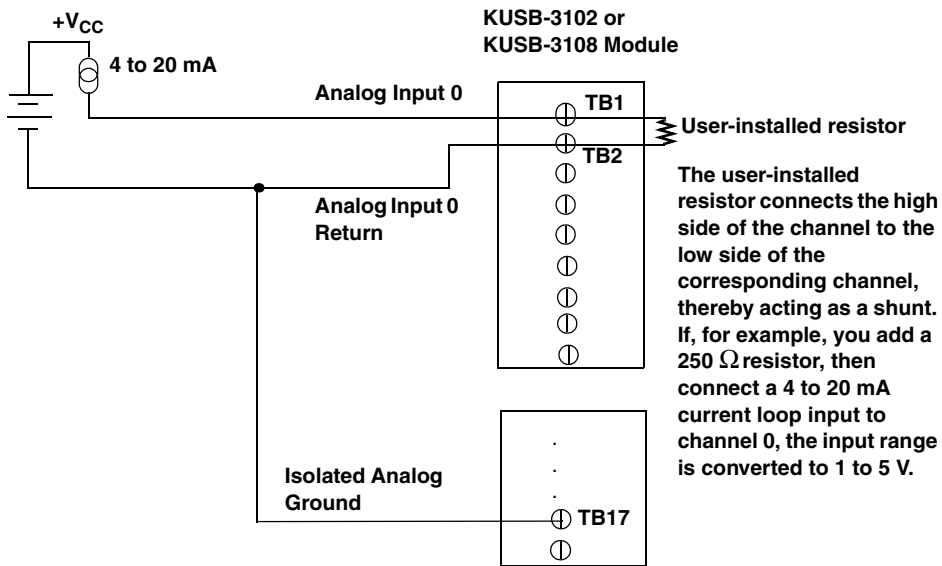 KUSB-3102 or
KUSB-3108 Module
+VCC
4 to 20 mA
Analog Input 0
TB1
User-installed resistor
TB2
Analog Input 0
Return
The user-installed
resistor connects the high
side of the channel to the
low side of the
corresponding channel,
thereby acting as a shunt.
If, for example, you add a
250 Ω resistor, then
connect a 4 to 20 mA
current loop input to
channel 0, the input range
is converted to 1 to 5 V.
.
.
.
Isolated Analog
Ground
TB17